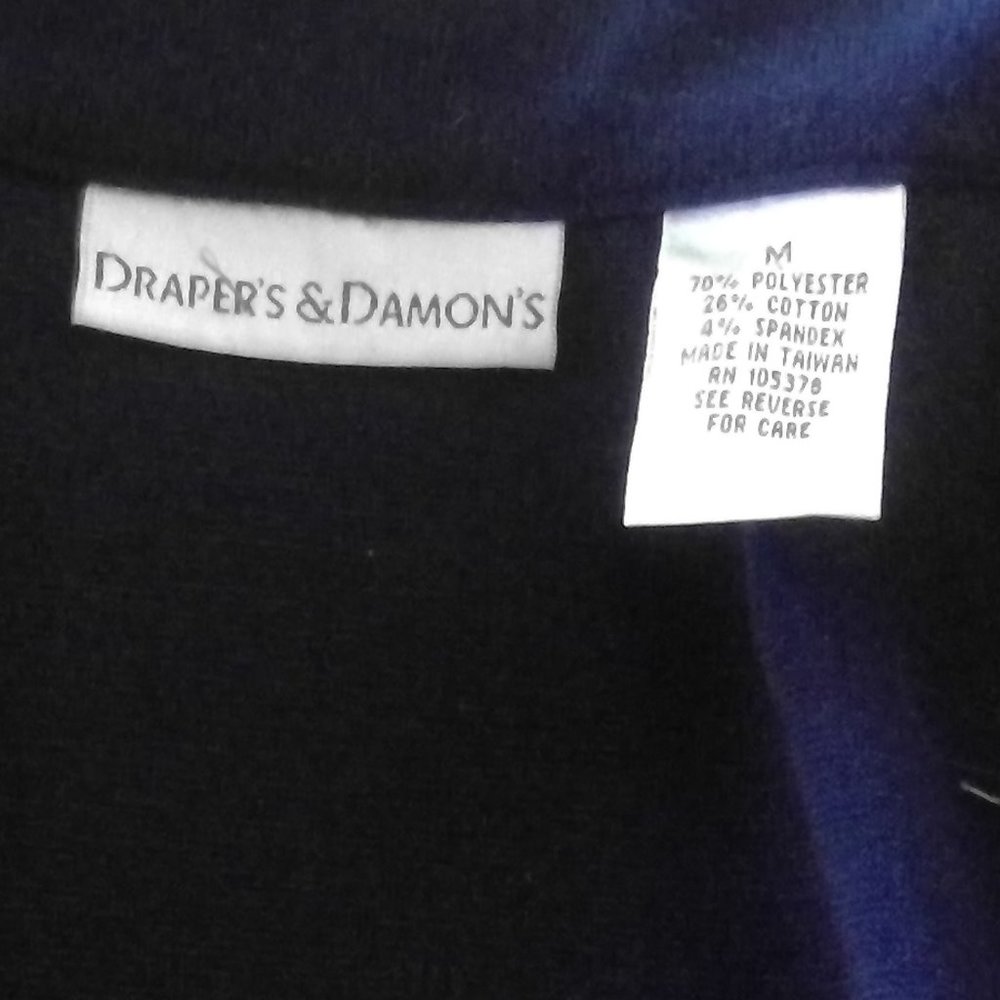 DRAPER'S & DAMON'S
M
70% POLYESTER
26% COTTON
4% SPANDEX
MADE IN TAIWAN
RN 105378
SEE REVERSE
FOR CARE